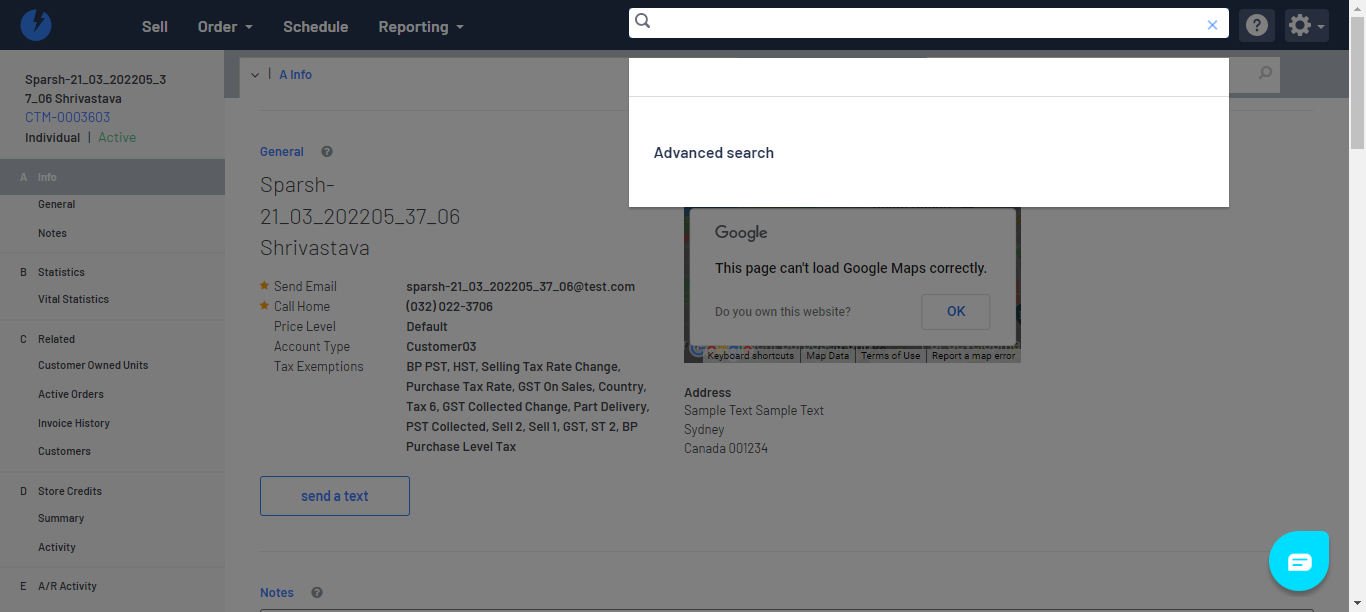 Sell Order Schedule Reporting
Sparsh-21_03_202205_3
7_06 Shrivastava
CTM-0003603
Individual | Active
A Info
General
Notes
B Statistics
Vital Statistics
C Related
Customer Owned Units
Active Orders
Invoice History
Customers
D Store Credits
Summary
Activity
E A/R Activity
A Info
Advanced search
General
Sparsh-
21_03_202205_37_06
Shrivastava
Send Email sparsh-21_03_202205_37_06@test.com
Call Home (032) 022-3706
Price Level Default
Account Type Customer03
Tax Exemptions BP PST, HST, Selling Tax Rate Change,
Purchase Tax Rate, GST On Sales, Country,
Tax 6, GST Collected Change, Part Delivery,
PST Collected, Sell 2, Sell 1, GST, ST 2, BP
Purchase Level Tax
send a text
Google
This page can't load Google Maps correctly.
Do you own this website? OK
Keyboard shortcuts Map Data Terms of Use Report a map error
Address
Sample Text Sample Text
Sydney
Canada 001234
Notes